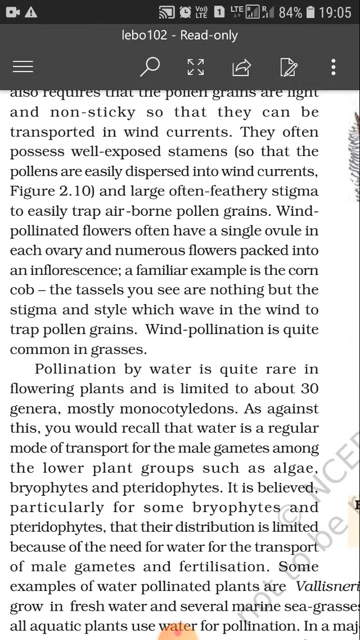 Vo) LTE 1 LTE R 84% 19:05
lebo102 - Read-only
also requires that the pollen grains are light
and non-sticky so that they can be
transported in wind currents. They often
possess well-exposed stamens (so that the
pollens are easily dispersed into wind currents,
Figure 2.10) and large often-feathery stigma
to easily trap air-borne pollen grains. Wind-
pollinated flowers often have a single ovule in
each ovary and numerous flowers packed into
an inflorescence; a familiar example is the corn
cob – the tassels you see are nothing but the
stigma and style which wave in the wind to
trap pollen grains. Wind-pollination is quite
common in grasses.
Pollination by water is quite rare in
flowering plants and is limited to about 30
genera, mostly monocotyledons. As against
this, you would recall that water is a regular
mode of transport for the male gametes among
the lower plant groups such as algae,
bryophytes and pteridophytes. It is believed,
particularly for some bryophytes and
pteridophytes, that their distribution is limited
because of the need for water for the transport
of male gametes and fertilisation. Some
examples of water pollinated plants are Vallisneri
grow in fresh water and several marine sea-grasse
all aquatic plants use water for pollination. In a maj
© NCE
not to be